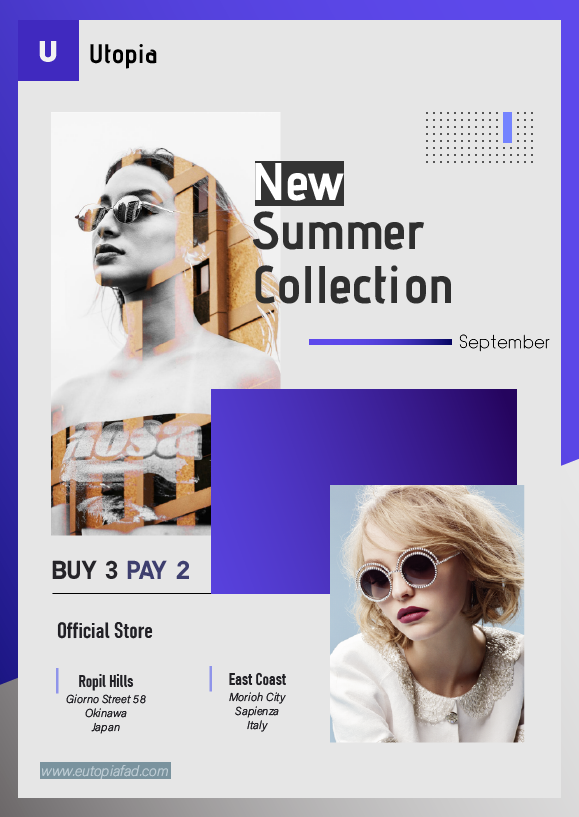 U
Utopia
New
Summer
Collection
September
nosa
BUY 3 PAY 2
Official Store
Ropil Hills
Giorno Street 58
Okinawa
Japan
East Coast
Morioh City
Sapienza
Italy
www.eutopiafad.com